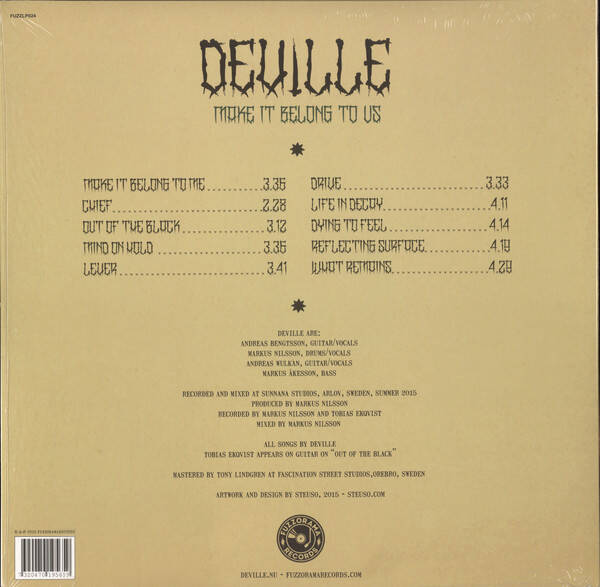 FUZZLP024
DEVILLE
MAKE IT BELONG TO US
MAKE IT BELONG TO ME 3.35
CHIEF 2.28
OUT OF THE BLACK 3.12
MIND ON HOLD 3.36
LEVER 3.41
DRIVE 3.33
LIFE IN DECAY 4.11
DYING TO FEEL 4.14
REFLECTING SURFACE 4.19
WHAT REMAINS 4.29
DEVILLE ARE:
ANDREAS BENGTSSON, GUITAR/VOCALS
MARKUS NILSSON, DRUMS/VOCALS
ANDREAS WULKAN, GUITAR/VOCALS
MARKUS ÅKESSON, BASS
RECORDED AND MIXED AT SUNNANA STUDIOS, ARLOV, SWEDEN, SUMMER 2015
PRODUCED BY MARKUS NILSSON
RECORDED BY MARKUS NILSSON AND TOBIAS EKQVIST
MIXED BY MARKUS NILSSON
ALL SONGS BY DEVILLE
TOBIAS EKQVIST APPEARS ON GUITAR ON "OUT OF THE BLACK"
MASTERED BY TONY LINDGREN AT FASCINATION STREET STUDIOS,OREBRO, SWEDEN
ARTWORK AND DESIGN BY STEUSO, 2015 - STEUSO.COM
FUZZORAMA
RECORDS
DEVILLE.NU - FUZZORAMARECORDS.COM
7320470195833